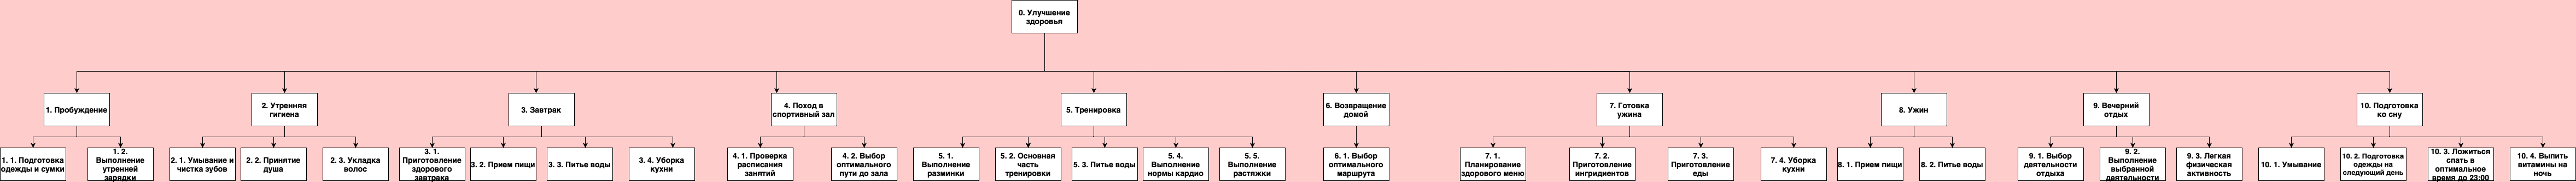 0. Улучшение
здоровья
1. Пробуждение
2. Утренняя
гигиена
3. Завтрак
4. Поход в
спортивный зал
5. Тренировка
6. Возвращение
домой
7. Готовка
ужина
8. Ужин
9. Вечерний
отдых
10. Подготовка
ко сну
1. 1. Подготовка
одежды и сумки
1. 2.
Выполнение
утренней
зарядки
2. 1. Умывание и
чистка зубов
2. 2. Принятие
душа
2. 3. Укладка
волос
3. 1.
Приготовление
здорового
завтрака
3. 2. Прием пищи
3. 3. Питье воды
3. 4. Уборка
кухни
4. 1. Проверка
расписания
занятий
4. 2. Выбор
оптимального
пути до зала
5. 1.
Выполнение
разминки
5. 2. Основная
часть
тренировки
5. 3. Питье воды
5. 4.
Выполнение
нормы кардио
5. 5.
Выполнение
растяжки
6. 1. Выбор
оптимального
маршрута
7. 1.
Планирование
здорового меню
7. 2.
Приготовление
ингридиентов
7. 3.
Приготовление
еды
7. 4. Уборка
кухни
8. 1. Прием пищи
8. 2. Питье воды
9. 1. Выбор
деятельности
отдыха
9. 2.
Выполнение
выбранной
деятельности
9. 3. Легкая
физическая
активность
10. 1. Умывание
10. 2. Подготовка
одежды на
следующий день
10. 3. Ложиться
спать в
оптимальное
время до 23:00
10. 4. Выпить
витамины на
ночь